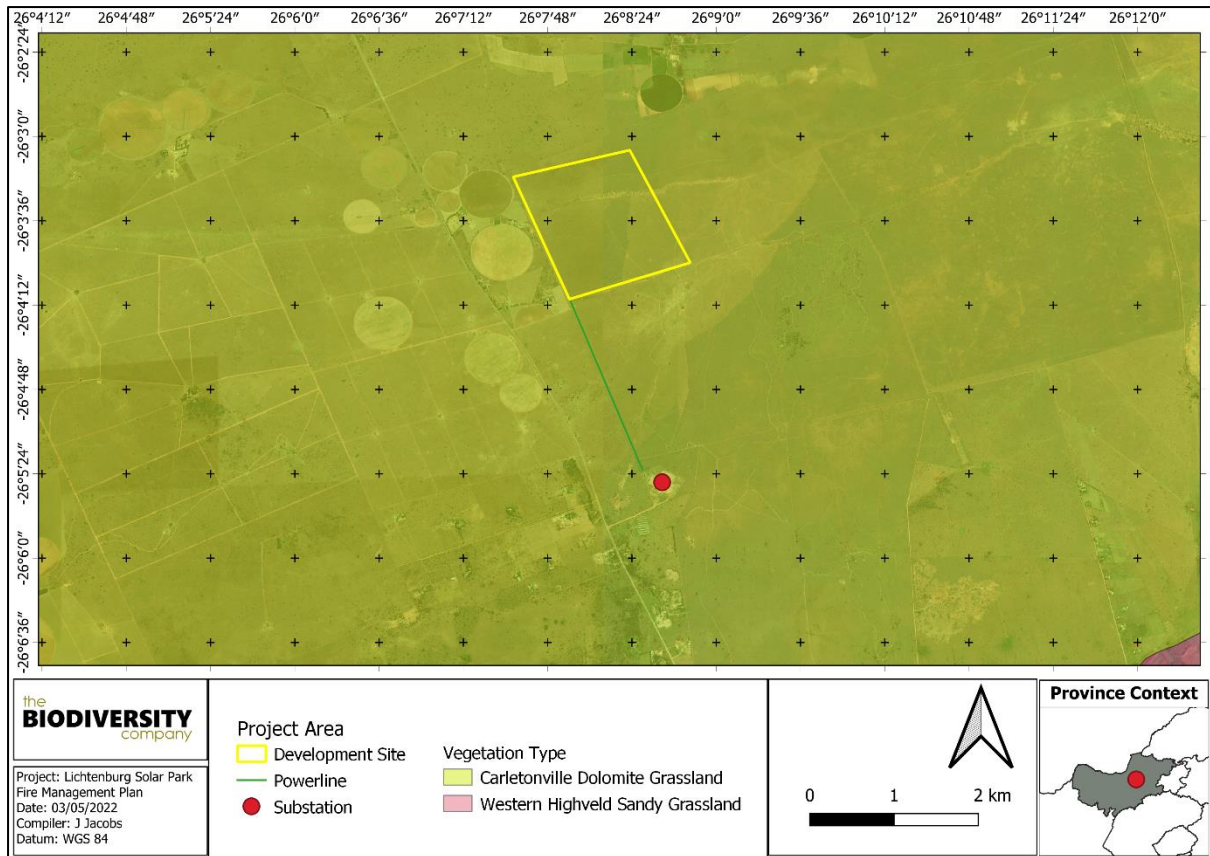 26°4′12″ 26°4′48″ 26°5′24″ 26°6′0″ 26°6′36″ 26°7′12″ 26°7′48″ 26°8′24″ 26°9′0″ 26°9′36″ 26°10′12″ 26°10′48″ 26°11′24″ 26°12′0″
-26°2′24″
-26°3′0″
-26°3′36″
-26°4′12″
-26°4′48″
-26°5′24″
-26°6′0″
-26°6′36″
the
BIODIVERSITY
company
Project: Lichtenburg Solar Park
Fire Management Plan
Date: 03/05/2022
Compiler: J Jacobs
Datum: WGS 84
Project Area
Development Site
Powerline
Substation
Vegetation Type
Carletonville Dolomite Grassland
Western Highveld Sandy Grassland
0 1 2 km
Province Context